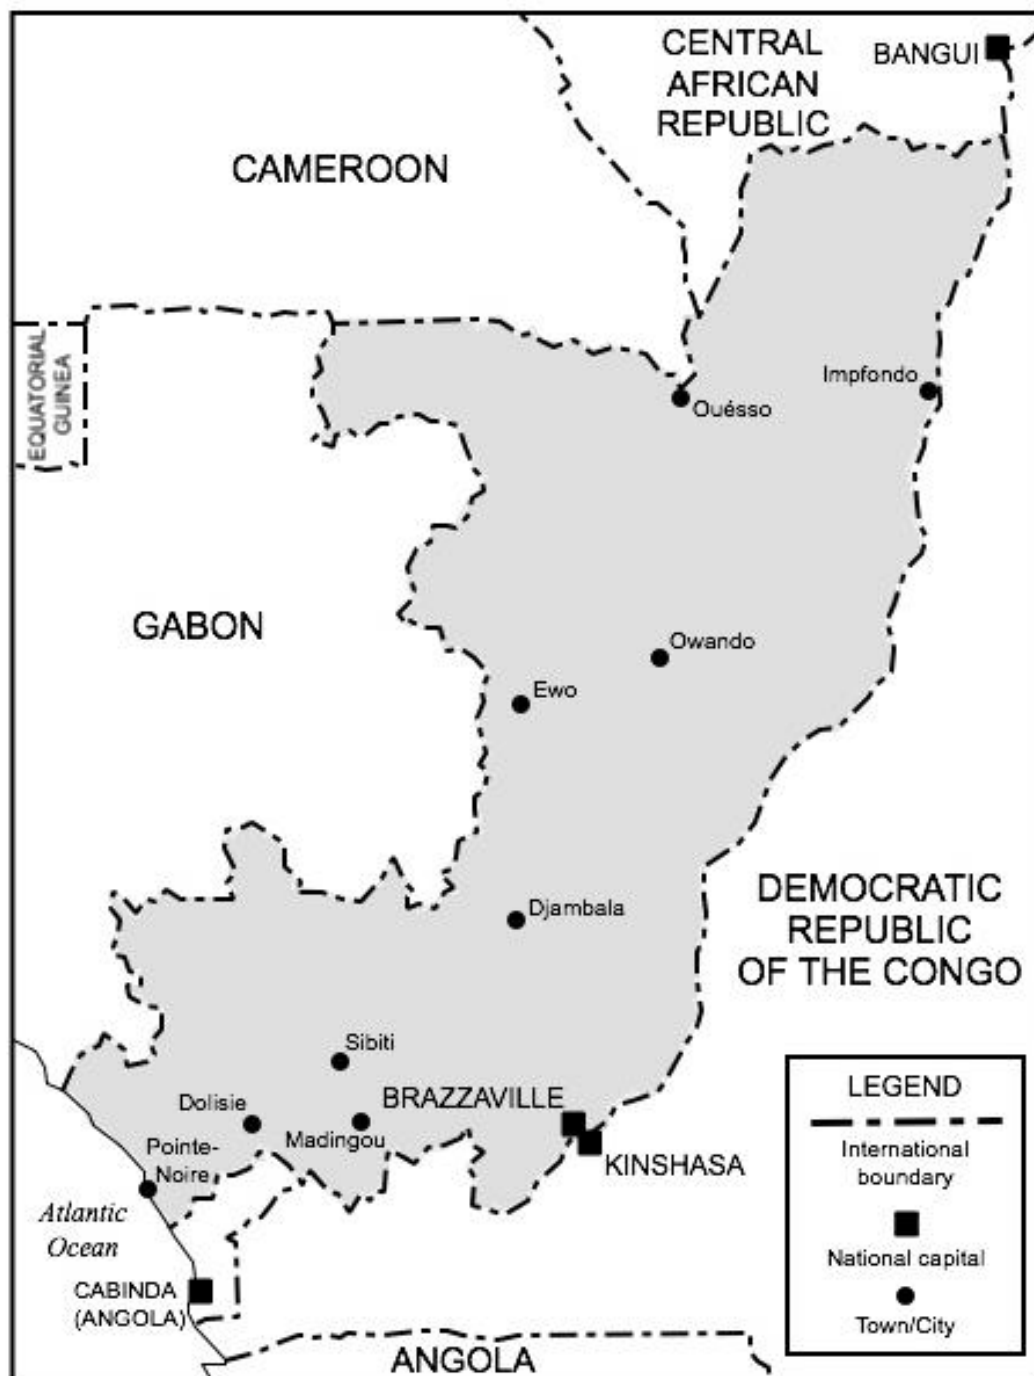 CENTRAL
AFRICAN
REPUBLIC
BANGUI
CAMEROON
EQUATORIAL
GUINEA
Impfondo
Ouésso
GABON
Owando
Ewo
DEMOCRATIC
REPUBLIC
OF THE CONGO
Djambala
Sibiti
BRAZZAVILLE
Dolisie
Madingou
Pointe-
Noire
KINSHASA
Atlantic
Ocean
CABINDA
(ANGOLA)
ANGOLA
LEGEND
International
boundary
National capital
Town/City